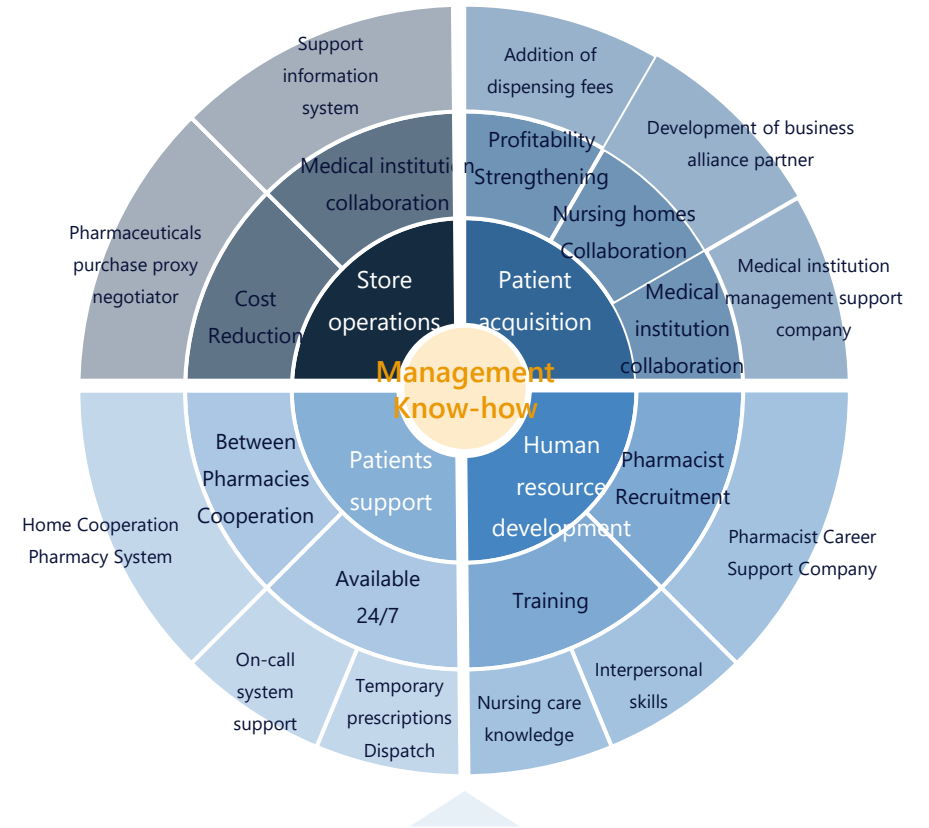 Support
information
system
Addition of
dispensing fees
Development of business
alliance partner
Profitability
Strengthening
Medical institution
collaboration
Nursing homes
Collaboration
Pharmaceuticals
purchase proxy
negotiator
Cost
Reduction
Store
operations
Patient
acquisition
Medical
institution
collaboration
Medical institution
management support
company
Management
Know-how
Between
Pharmacies
Cooperation
Patients
support
Human
resource
development
Pharmacist
Recruitment
Home Cooperation
Pharmacy System
Pharmacist Career
Support Company
Available
24/7
Training
On-call
system
support
Temporary
prescriptions
Dispatch
Nursing care
knowledge
Interpersonal
skills